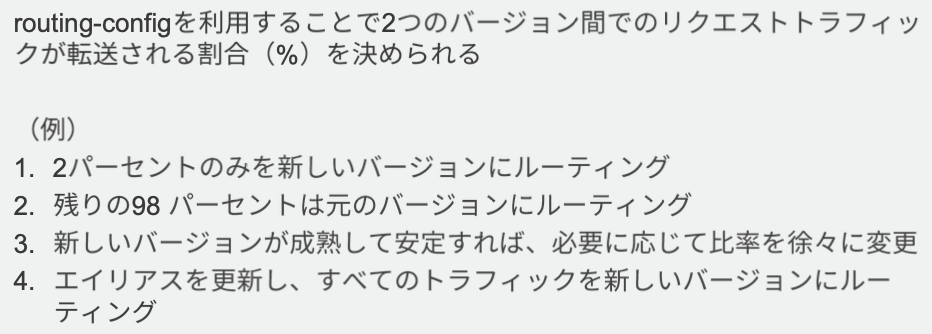 routing-configを利用することで2つのバージョン間でのリクエストトラフィッ
クが転送される割合（%）を決められる
（例）
1. 2パーセントのみを新しいバージョンにルーティング
2. 残りの98 パーセントは元のバージョンにルーティング
3. 新しいバージョンが成熟して安定すれば、必要に応じて比率を徐々に変更
4. エイリアスを更新し、すべてのトラフィックを新しいバージョンにルー
ティング